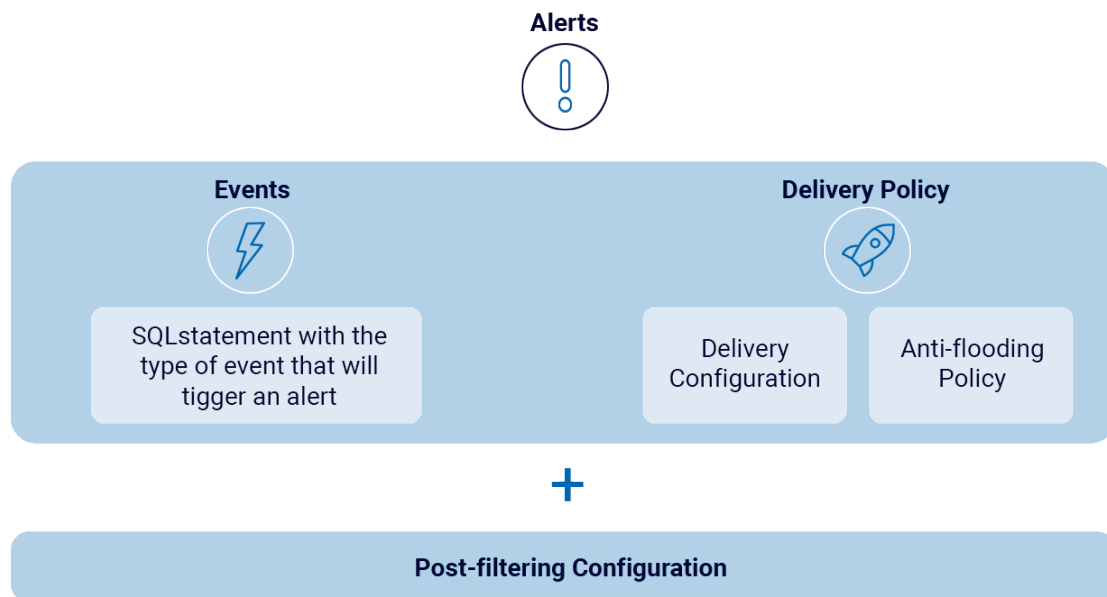 Alerts
Events
Delivery Policy
SQLstatement with the
type of event that will
tigger an alert
Delivery
Configuration
Anti-flooding
Policy
+
Post-filtering Configuration